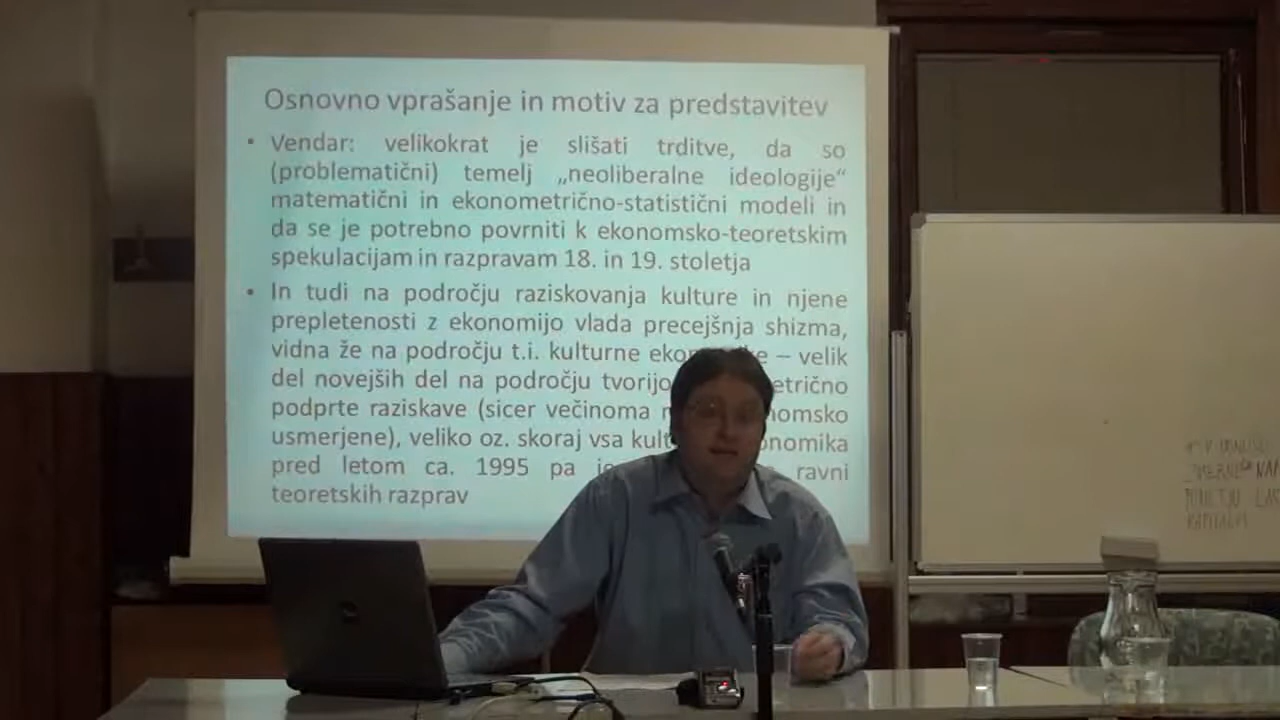 Osnovno vprašanje in motiv za predstavitev
• Vendar: velikokrat je slišati trditve, da so
(problematični) temelj „neoliberalne ideologije“
matematični in ekonometrično-statistični modeli in
da se je potrebno povrniti k ekonomsko-teoretskim
spekulacijam in razpravam 18. in 19. stoletja
• In tudi na področju raziskovanja kulture in njene
prepletenosti z ekonomijo vlada precejšnja shizma,
vidna že na področju t.i. kulturne – velik
del novejših del na področju tvorijo
podprte raziskave (sicer večinoma
usmerjene), veliko oz. skoraj vsa
pred letom ca. 1995 pa ravni
teoretskih razprav